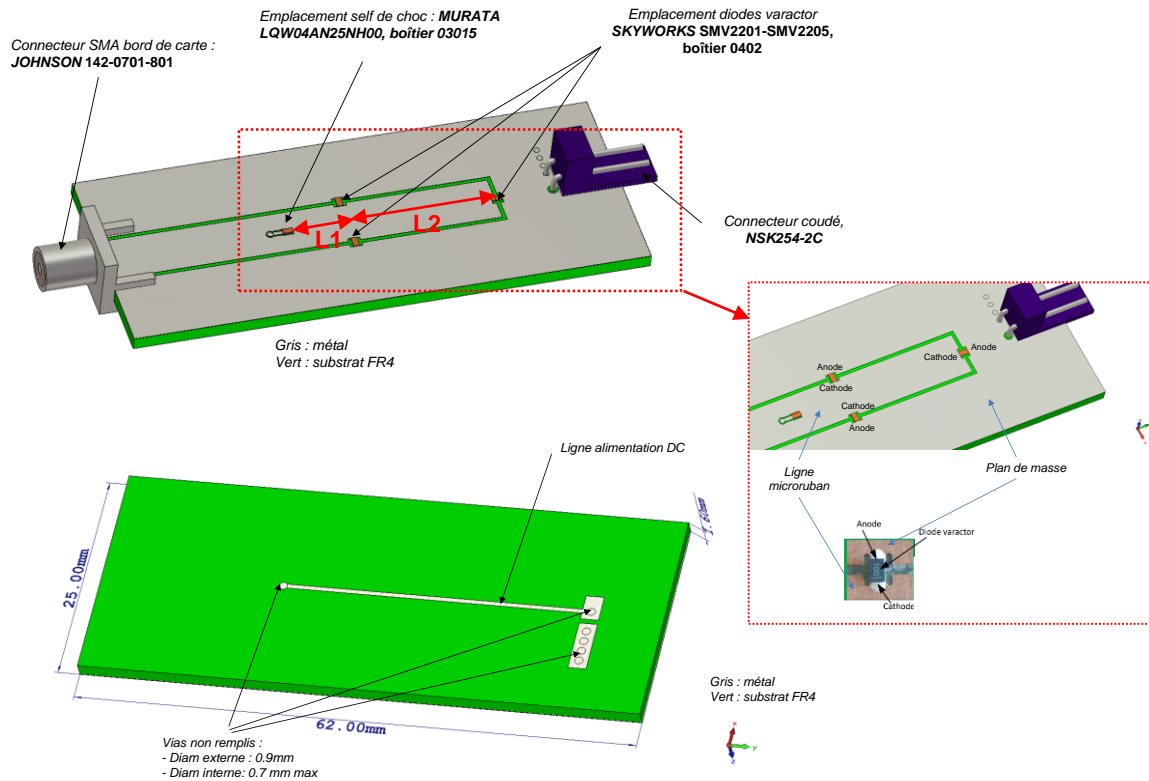 Emplacement self de choc : MURATA
LQW04AN25NH00, boîtier 03015
Emplacement diodes varactor
SKYWORKS SMV2201-SMV2205,
boîtier 0402
Connecteur SMA bord de carte :
JOHNSON 142-0701-801
L1
L2
Connecteur coudé,
NSK254-2C
Gris : métal
Vert : substrat FR4
Anode
Cathode
Anode
Cathode
Cathode
Anode
Ligne
microruban
Plan de masse
Anode
Diode varactor
Cathode
Ligne alimentation DC
1.60mm
25.00mm
62.00mm
Vias non remplis :
- Diam externe : 0.9mm
- Diam interne: 0.7 mm max
Gris : métal
Vert : substrat FR4
x
y
z